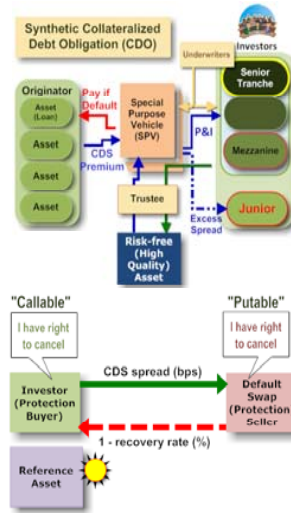 Synthetic Collateralized
Debt Obligation (CDO)
Investors
Underwriters
Originator
Asset
(Loan)
Asset
Asset
Asset
Pay if
Default
CDS
Premium
Special
Purpose
Vehicle
(SPV)
P&I
Senior
Tranche
Mezzanine
Junior
Trustee
Excess
Spread
Risk-free
(High
Quality)
Asset
"Callable"
"Putable"
I have right
to cancel
I have right
to cancel
CDS spread (bps)
Investor
(Protection
Buyer)
Default
Swap
(Protection
Seller
1 - recovery rate (%)
Reference
Asset